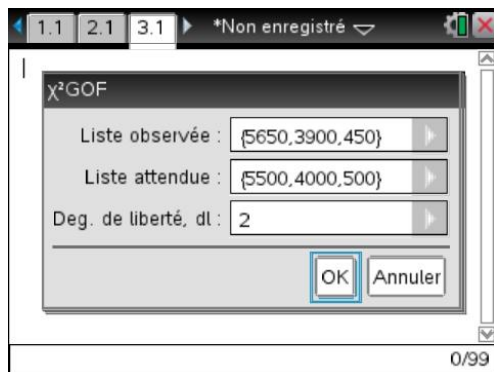 1.1 2.1 3.1 *Non enregistré
χ²GOF
Liste observée : {5650,3900,450}
Liste attendue : {5500,4000,500}
Deg. de liberté, dl : 2
OK Annuler
0/99